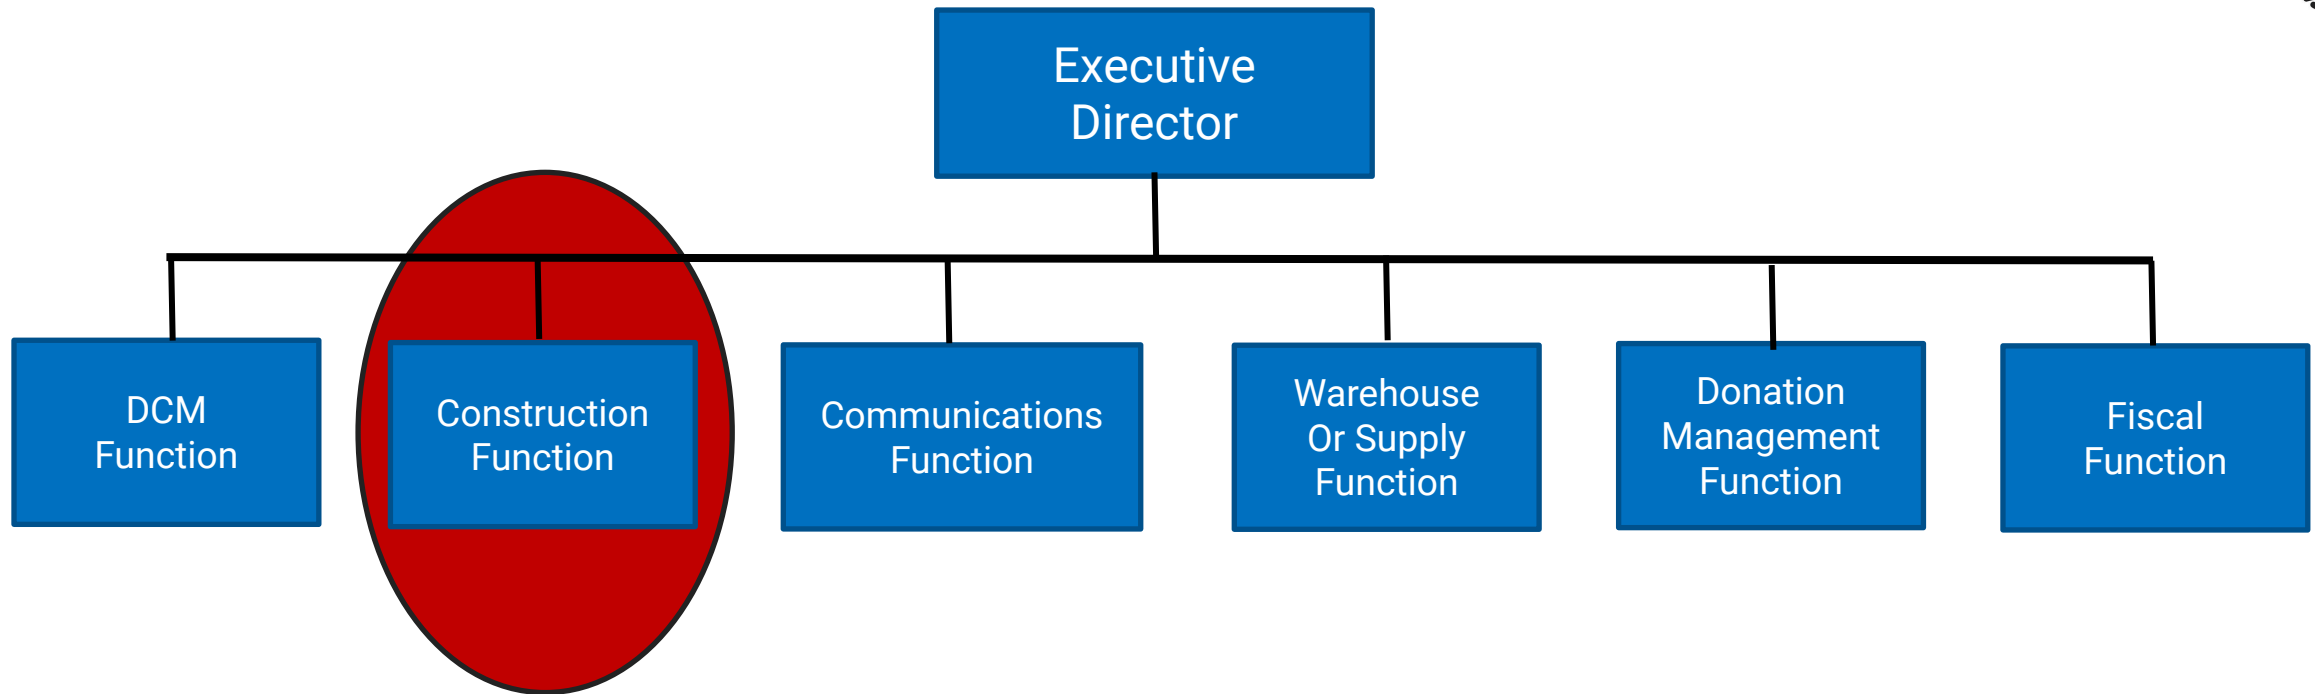 Executive
Director
DCM
Function
Construction
Function
Communications
Function
Warehouse
Or Supply
Function
Donation
Management
Function
Fiscal
Function